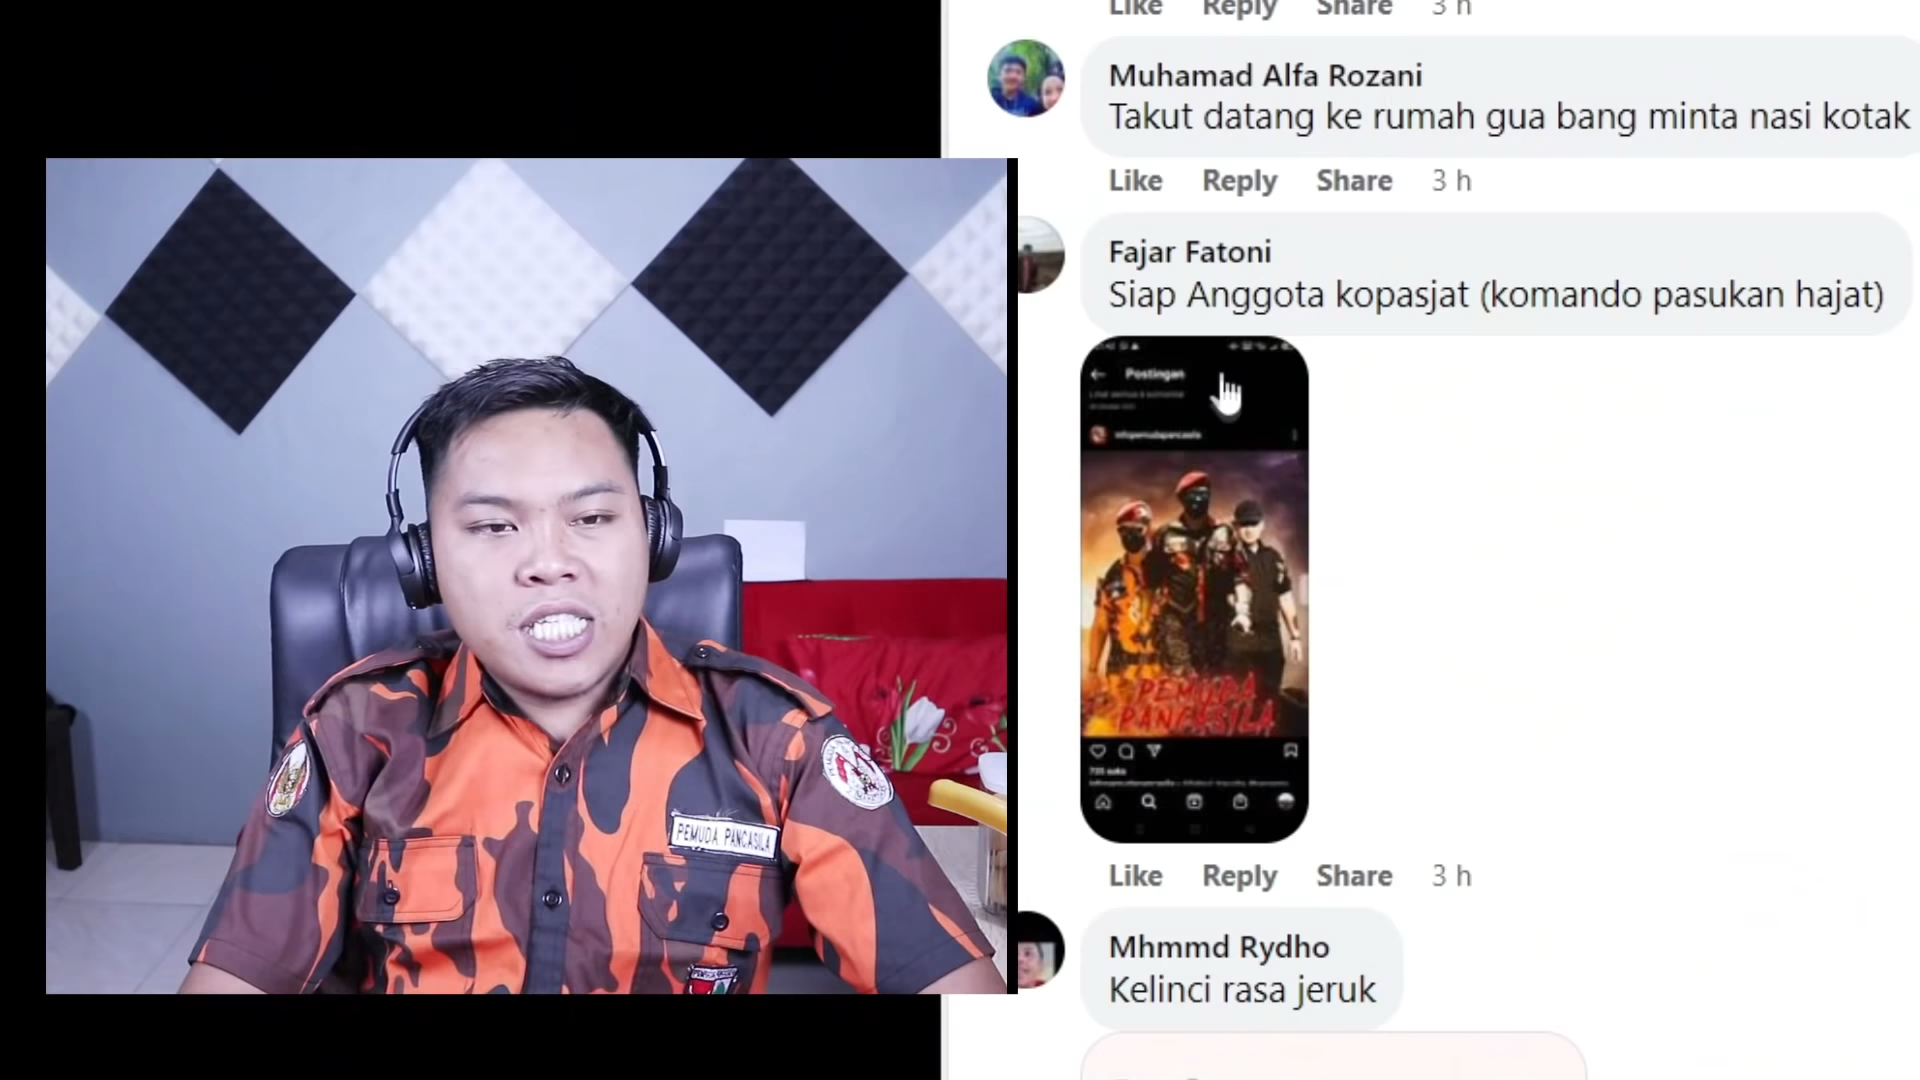 Like Reply Share 3 h
Muhamad Alfa Rozani
Takut datang ke rumah gua bang minta nasi kotak
Like Reply Share 3 h
Fajar Fatoni
Siap Anggota kopasjat (komando pasukan hajat)
Postingan
PEMUDA
PANCASILA
Like Reply Share 3 h
Mhmmd Rydho
Kelinci rasa jeruk
PEMUDA PANCASILA